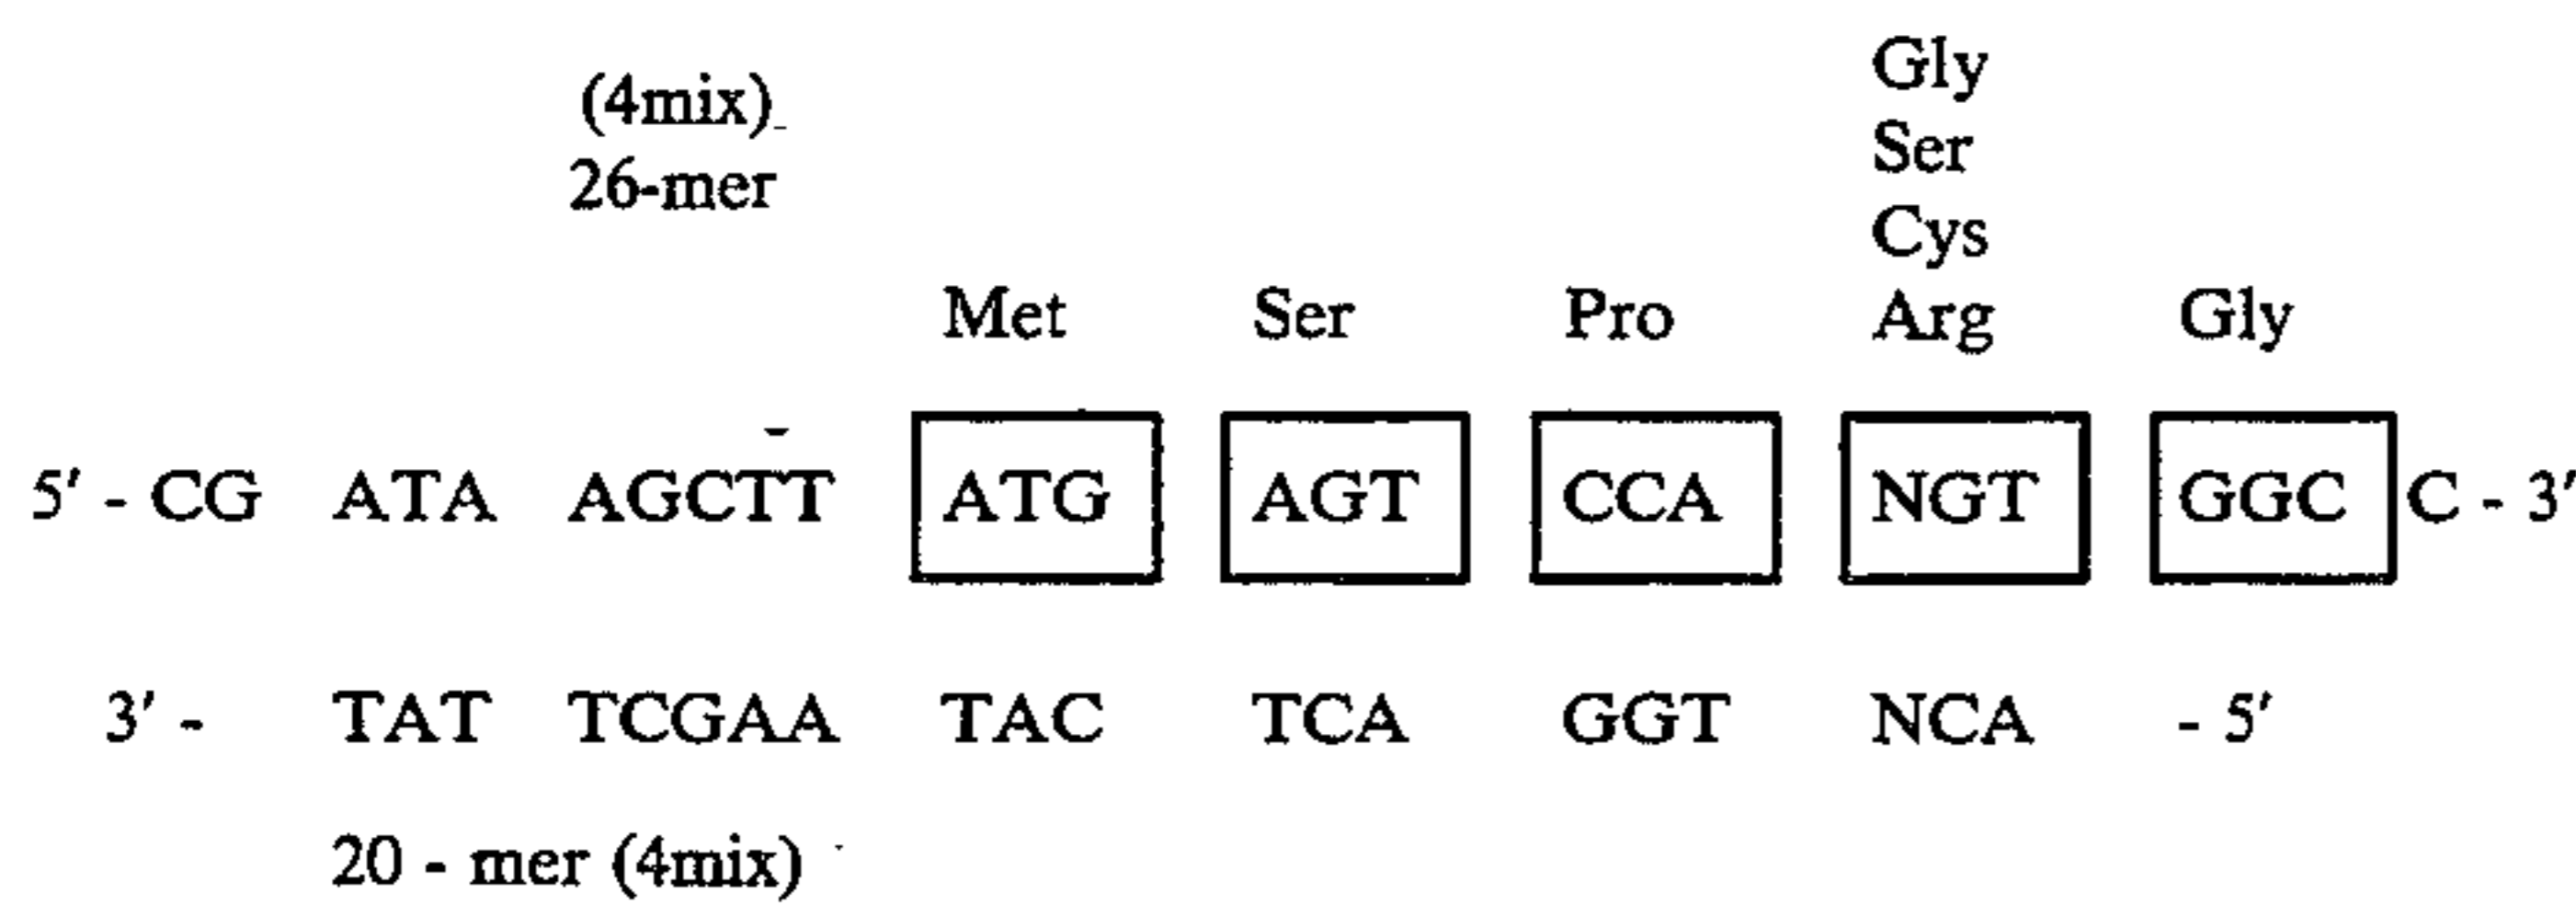 Gly
(4mix) Ser
26-mer Cys
Met Ser Pro Arg Gly
5′ - CG ATA AGCTT ATG AGT CCA NGT GGC C - 3′
3′ - TAT TCGAA TAC TCA GGT NCA - 5′
20 - mer (4mix)